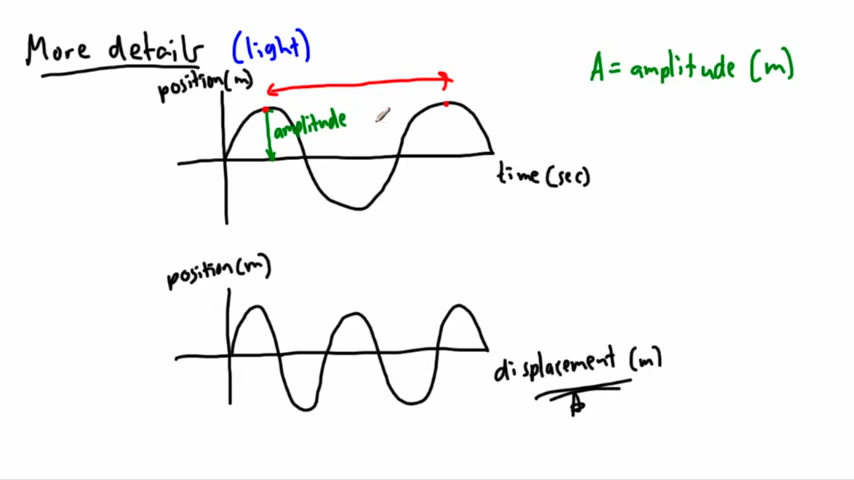 More details (light)
A = amplitude (m)
position (m)
amplitude
time (sec)
position (m)
displacement (m)